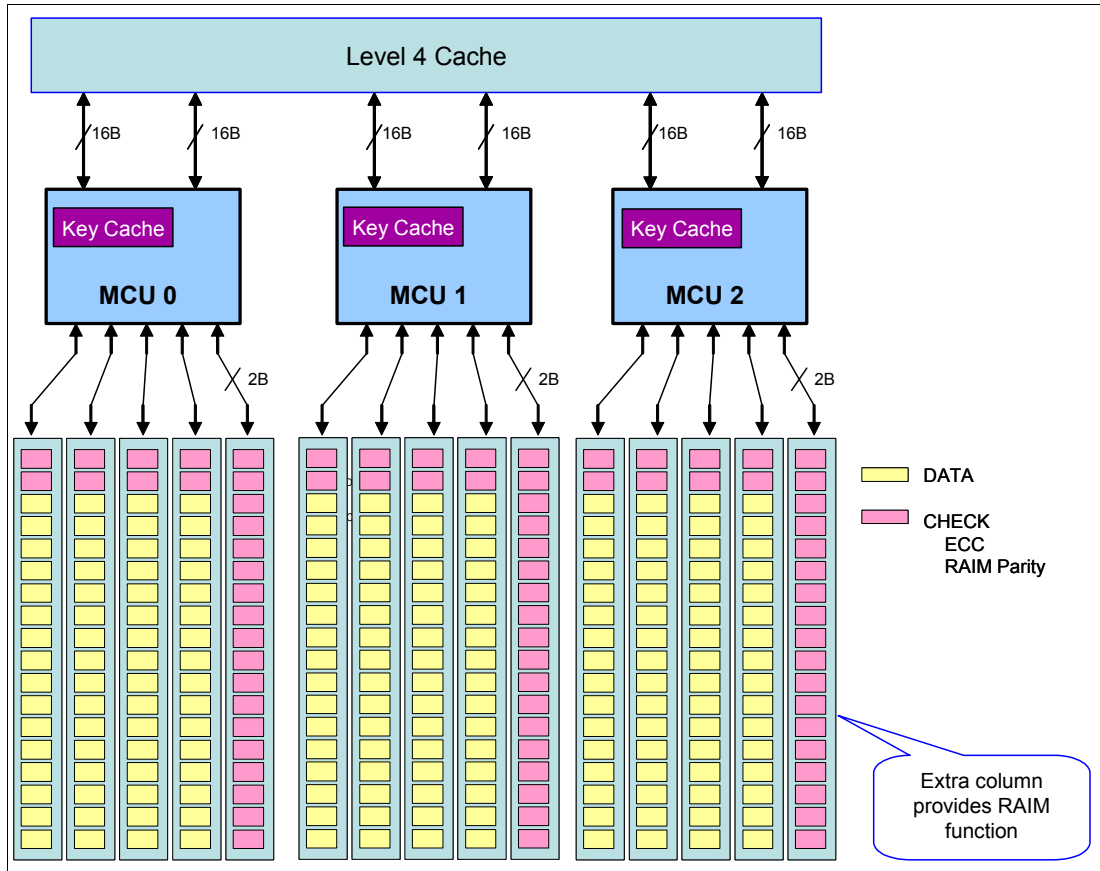 Level 4 Cache
16B
16B
16B
16B
16B
16B
Key Cache
Key Cache
Key Cache
MCU 0
MCU 1
MCU 2
2B
2B
2B
DATA
CHECK
ECC
RAIM Parity
Extra column
provides RAIM
function